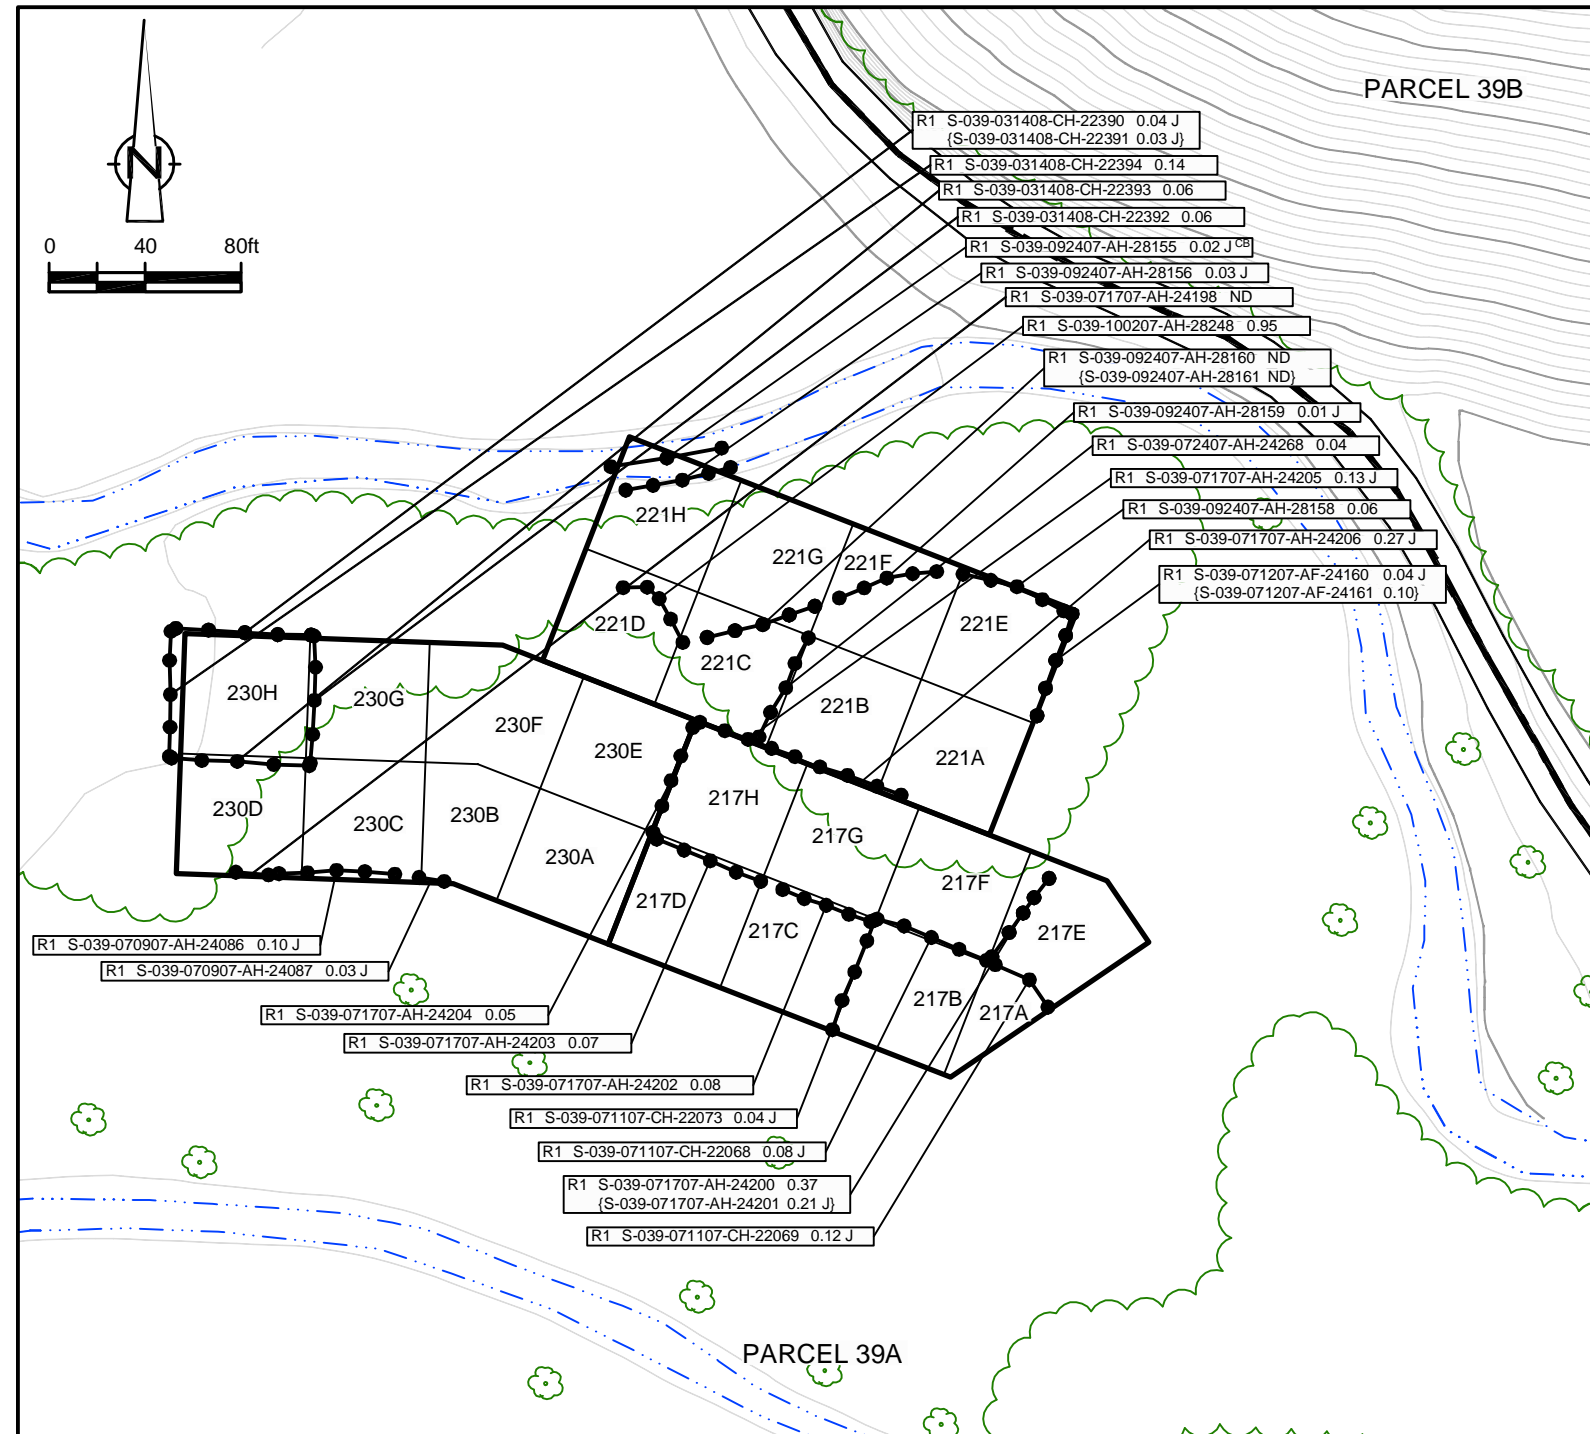 PARCEL 39B
N
0 40 80ft
R1 S-039-031408-CH-22390 0.04 J
{S-039-031408-CH-22391 0.03 J}
R1 S-039-031408-CH-22394 0.14
R1 S-039-031408-CH-22393 0.06
R1 S-039-031408-CH-22392 0.06
R1 S-039-092407-AH-28155 0.02 J CB
R1 S-039-092407-AH-28156 0.03 J
R1 S-039-071707-AH-24198 ND
R1 S-039-100207-AH-28248 0.95
R1 S-039-092407-AH-28160 ND
{S-039-092407-AH-28161 ND}
R1 S-039-092407-AH-28159 0.01 J
R1 S-039-072407-AH-24268 0.04
R1 S-039-071707-AH-24205 0.13 J
R1 S-039-092407-AH-28158 0.06
R1 S-039-071707-AH-24206 0.27 J
R1 S-039-071207-AF-24160 0.04 J
{S-039-071207-AF-24161 0.10}
221H
221G
221F
221E
221D
221C
221B
221A
230H
230G
230F
230E
230D
230C
230B
230A
217H
217G
217F
217E
217D
217C
217B
217A
R1 S-039-070907-AH-24086 0.10 J
R1 S-039-070907-AH-24087 0.03 J
R1 S-039-071707-AH-24204 0.05
R1 S-039-071707-AH-24203 0.07
R1 S-039-071707-AH-24202 0.08
R1 S-039-071107-CH-22073 0.04 J
R1 S-039-071107-CH-22068 0.08 J
R1 S-039-071707-AH-24200 0.37
{S-039-071707-AH-24201 0.21 J}
R1 S-039-071107-CH-22069 0.12 J
PARCEL 39A